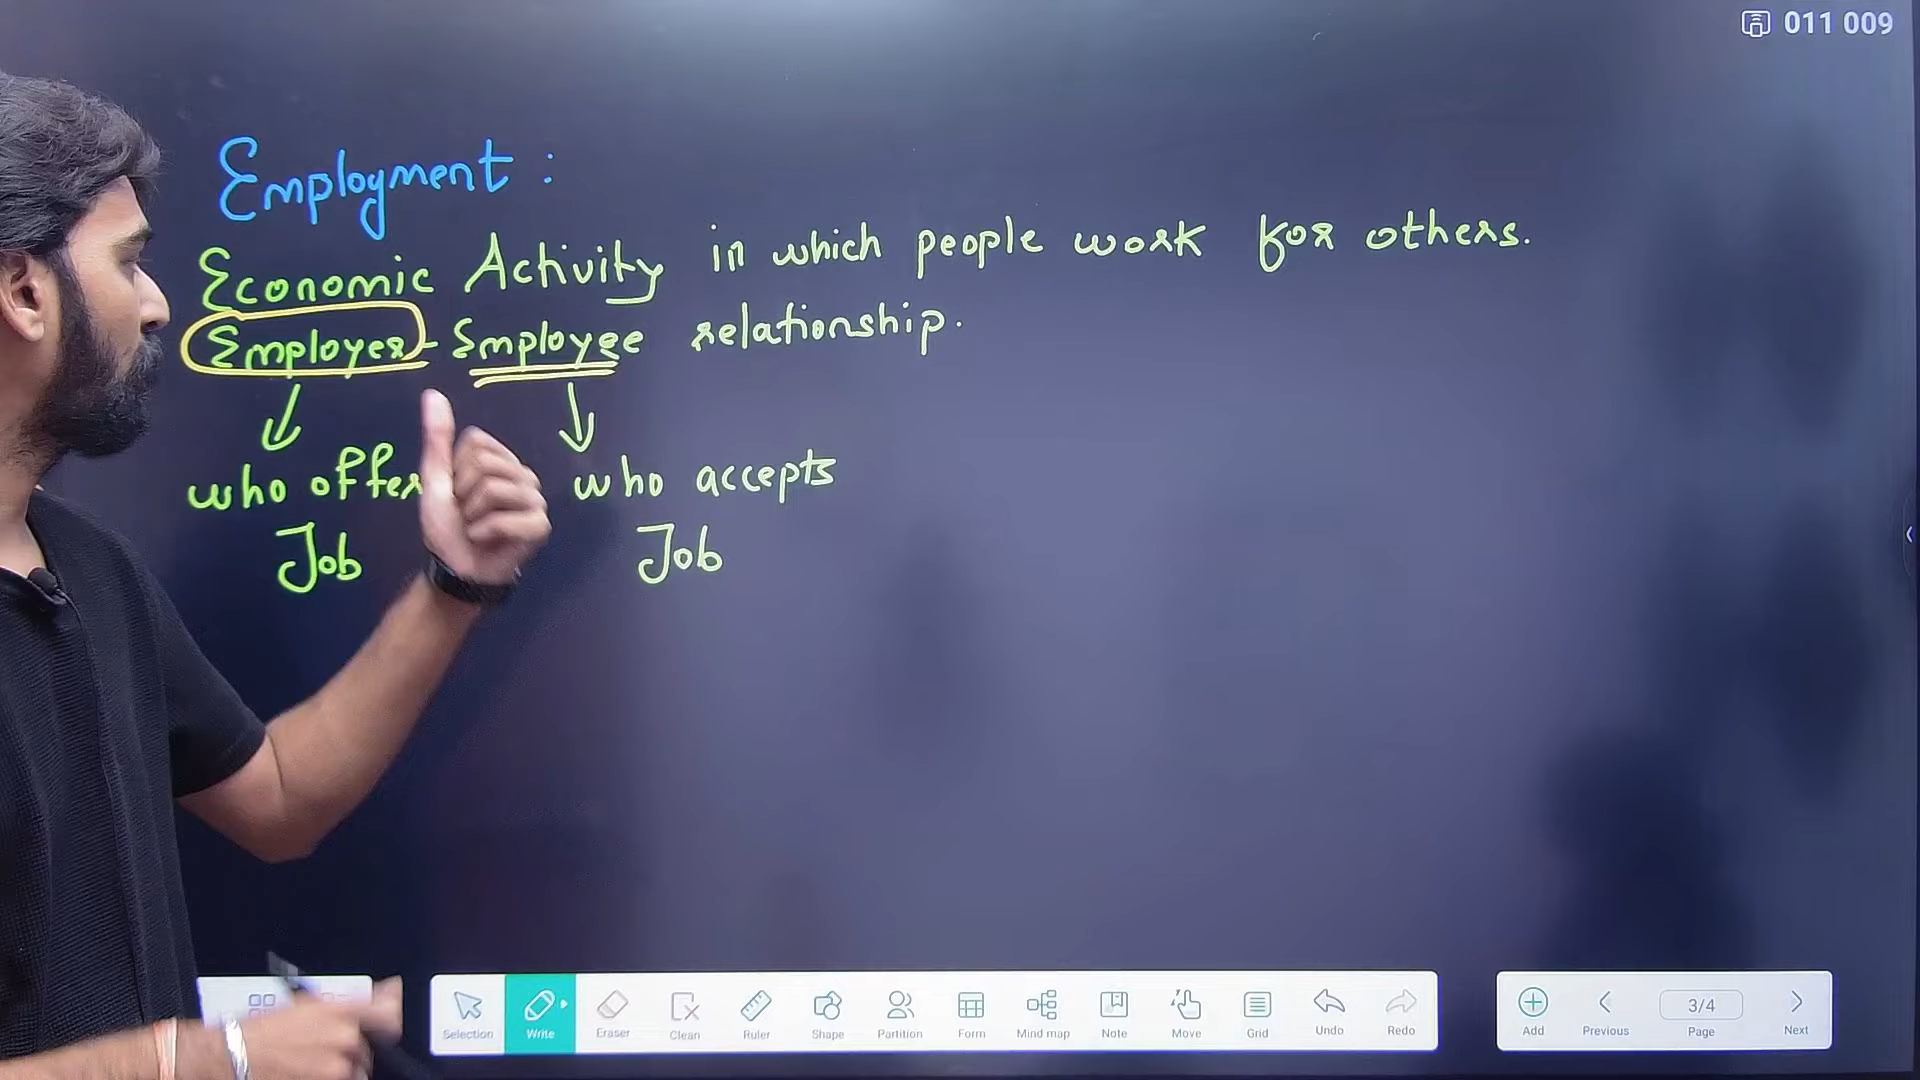 011 009
Employment :
Economic Activity in which people work for others.
Employer - Employee relationship.
who offer who accepts
Job Job
Selection Write Eraser Clean Ruler Shape Partition Form Mind map Note Move Grid Undo Redo
Add Previous 3/4 Page Next